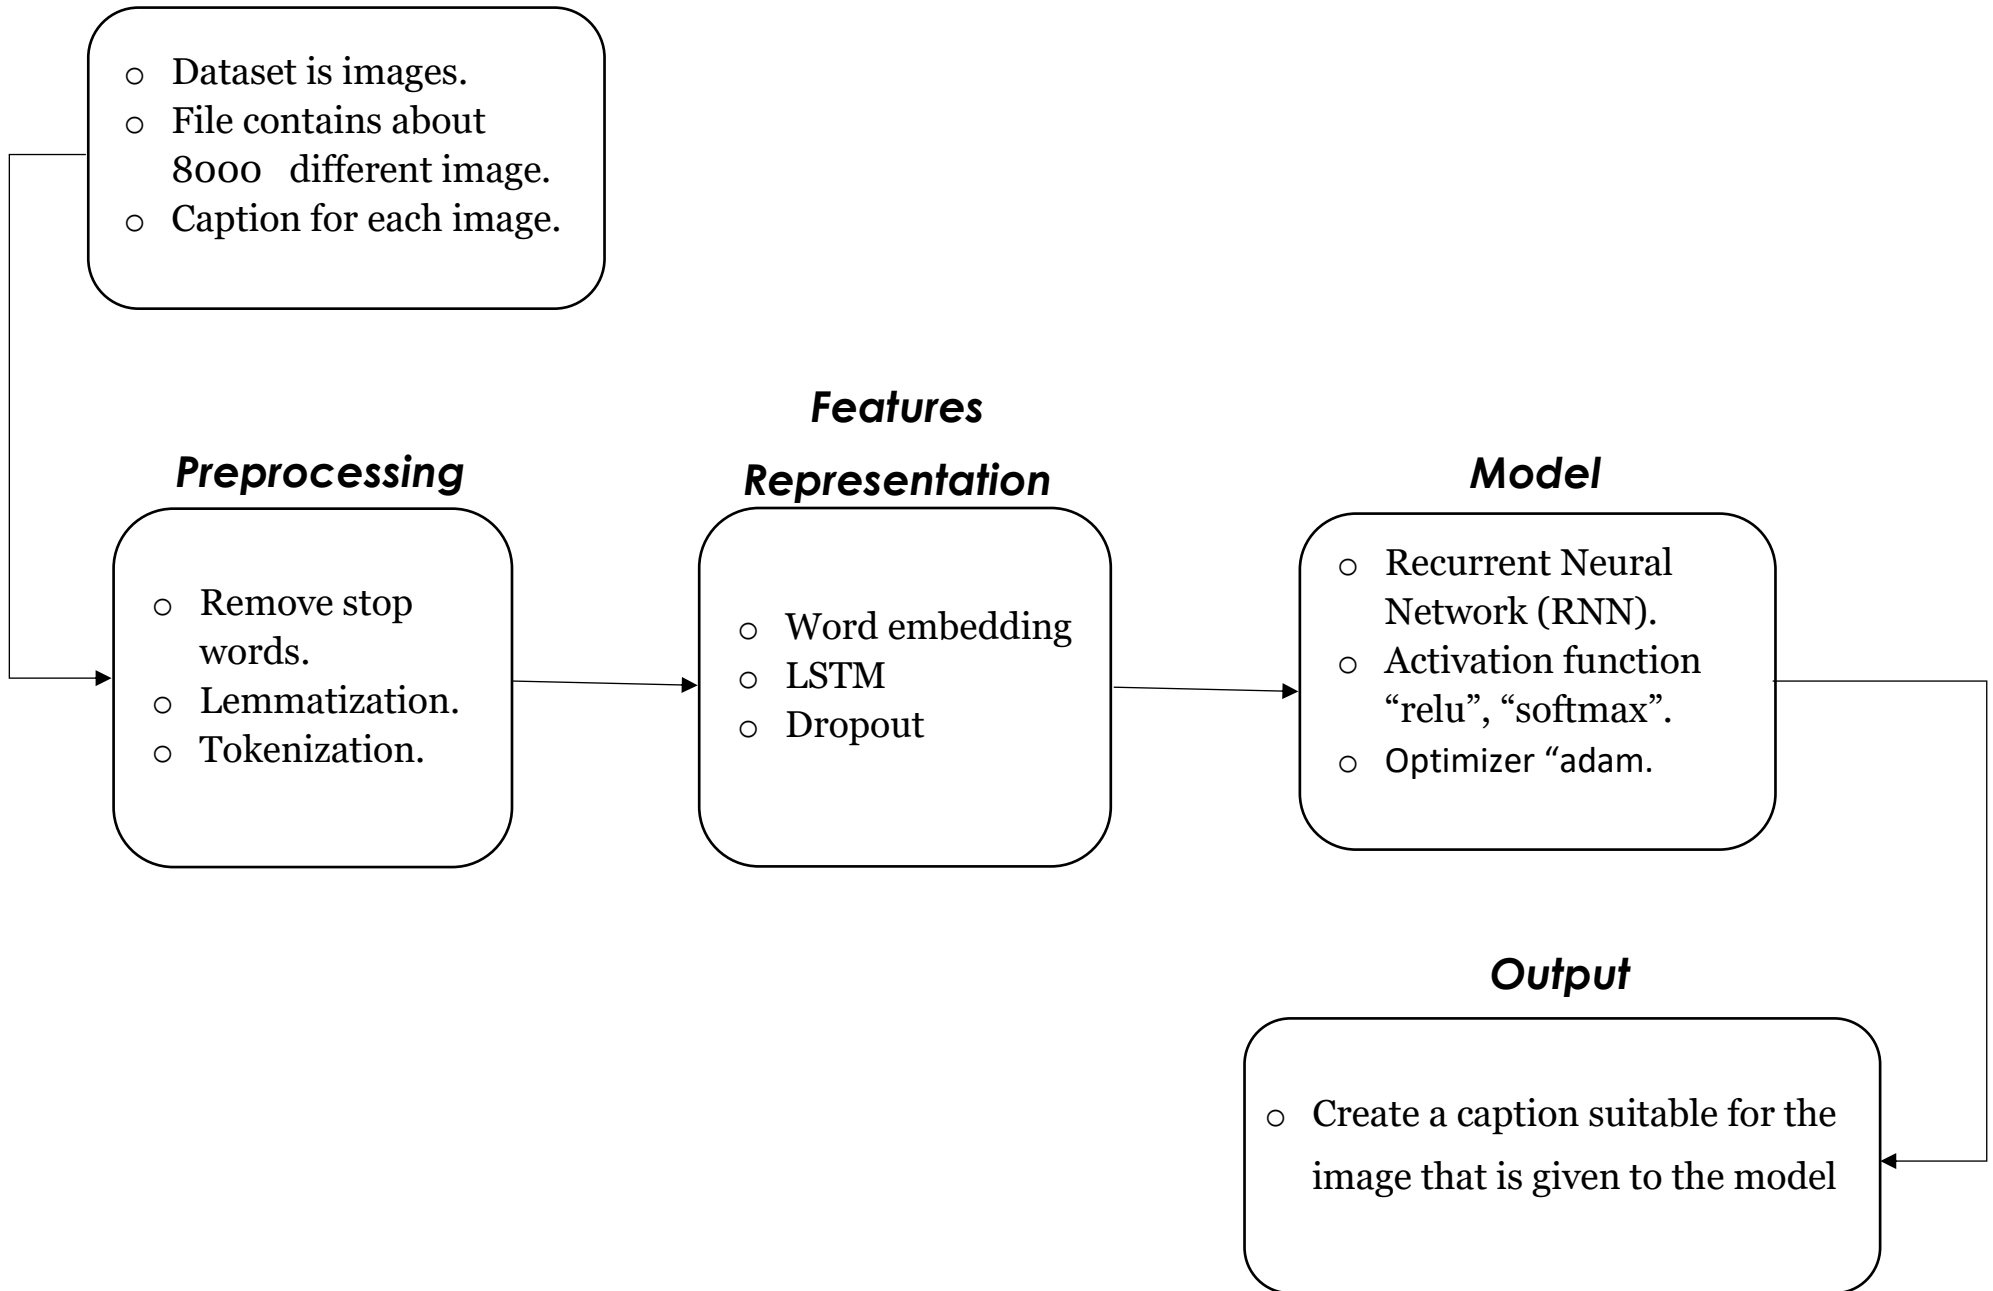 Dataset is images.
File contains about
8000 different image.
Caption for each image.
Preprocessing
Remove stop
words.
Lemmatization.
Tokenization.
Features
Representation
Word embedding
LSTM
Dropout
Model
Recurrent Neural
Network (RNN).
Activation function
“relu”, “softmax”.
Optimizer “adam.
Output
Create a caption suitable for the
image that is given to the model